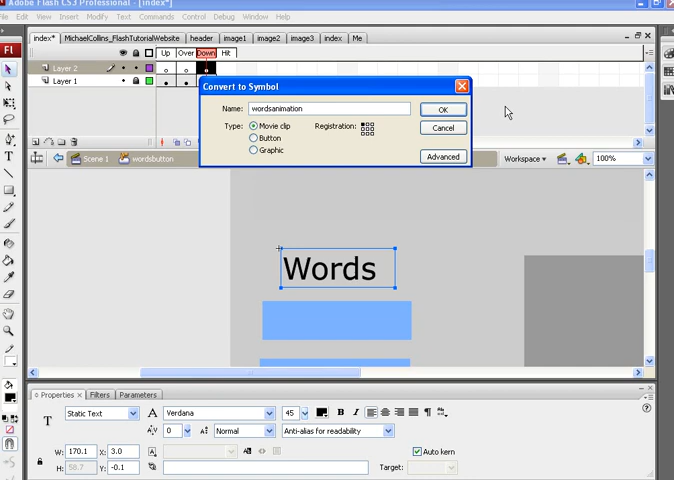 Adobe Flash CS3 Professional - [index*]
File Edit View Insert Modify Text Commands Control Debug Window Help
index* MichaelCollins_FlashTutorialWebsite header image1 image2 image3 index Me
Fl
Up Over Down Hit
Layer 2
Layer 1
Convert to Symbol
Name: wordsanimation OK
Type: Movie clip Registration: Cancel
Button
Graphic Advanced
Scene 1 wordsbutton Workspace 100%
Words
Properties Filters Parameters
T Static Text A Verdana 45 B I
0 Normal Anti-alias for readability
W: 170.1 X: 3.0 Auto kern
H: 58.7 Y: -0.1 Target: